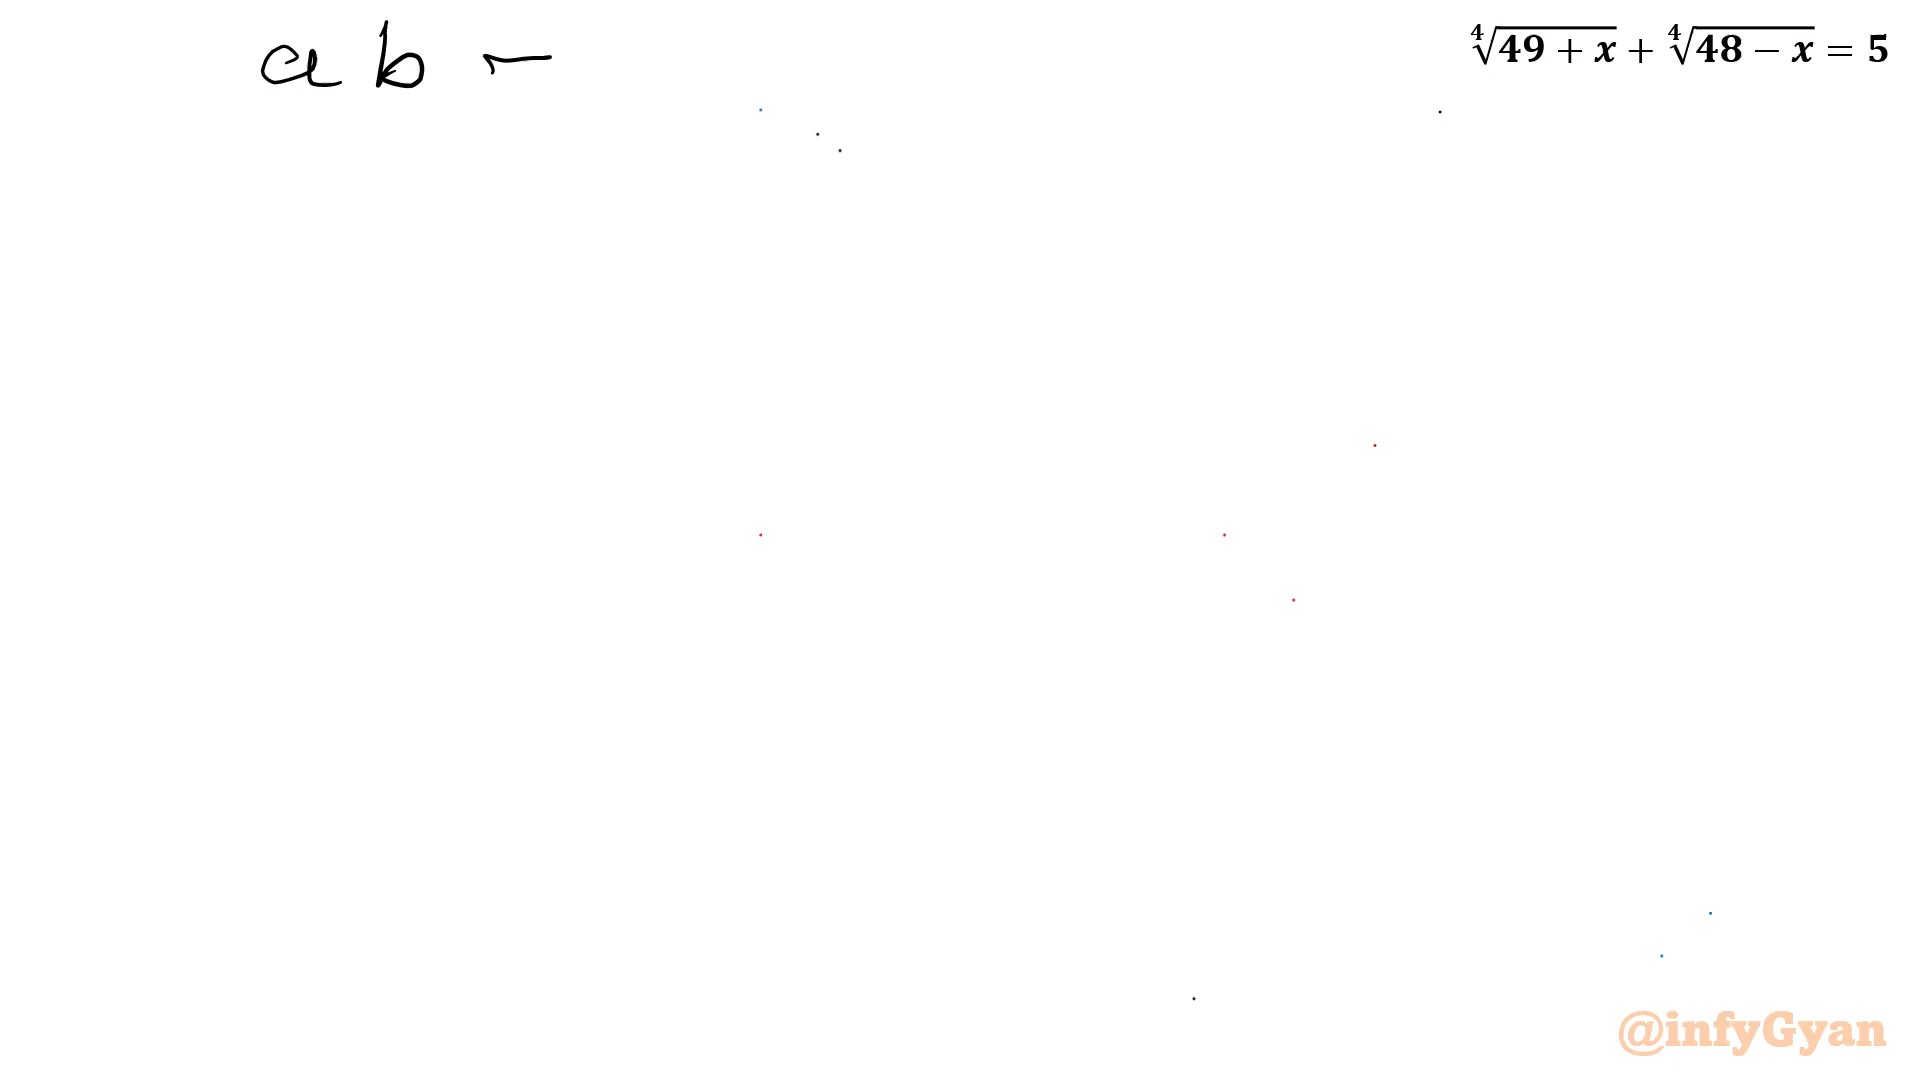 a b -
∜(49 + x) + ∜(48 − x) = 5
@infyGyan